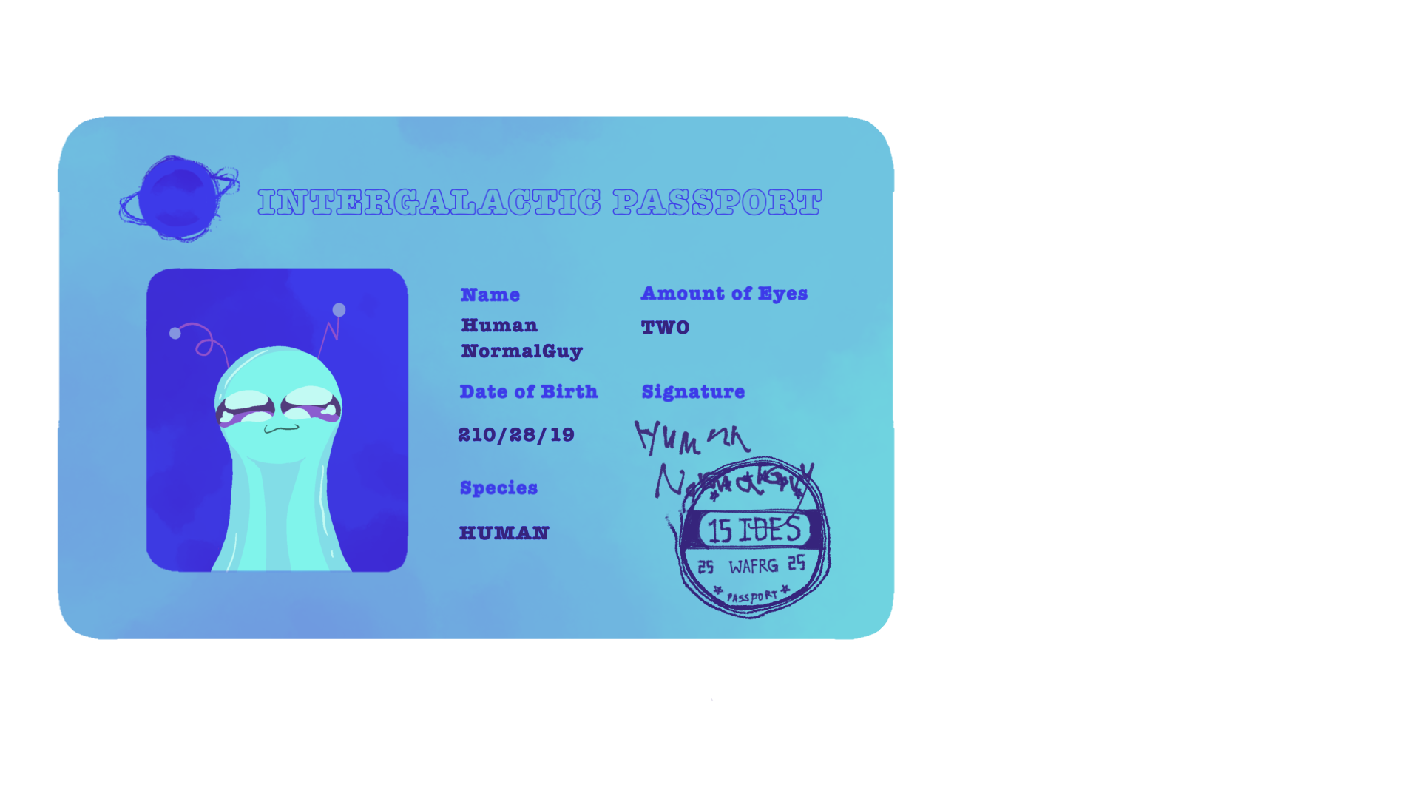 INTERGALACTIC PASSPORT
Name
Human
NormalGuy
Date of Birth
210/28/19
Species
HUMAN
Amount of Eyes
TWO
Signature
Human
15 IDES
25 WAFRG 25
PASSPORT